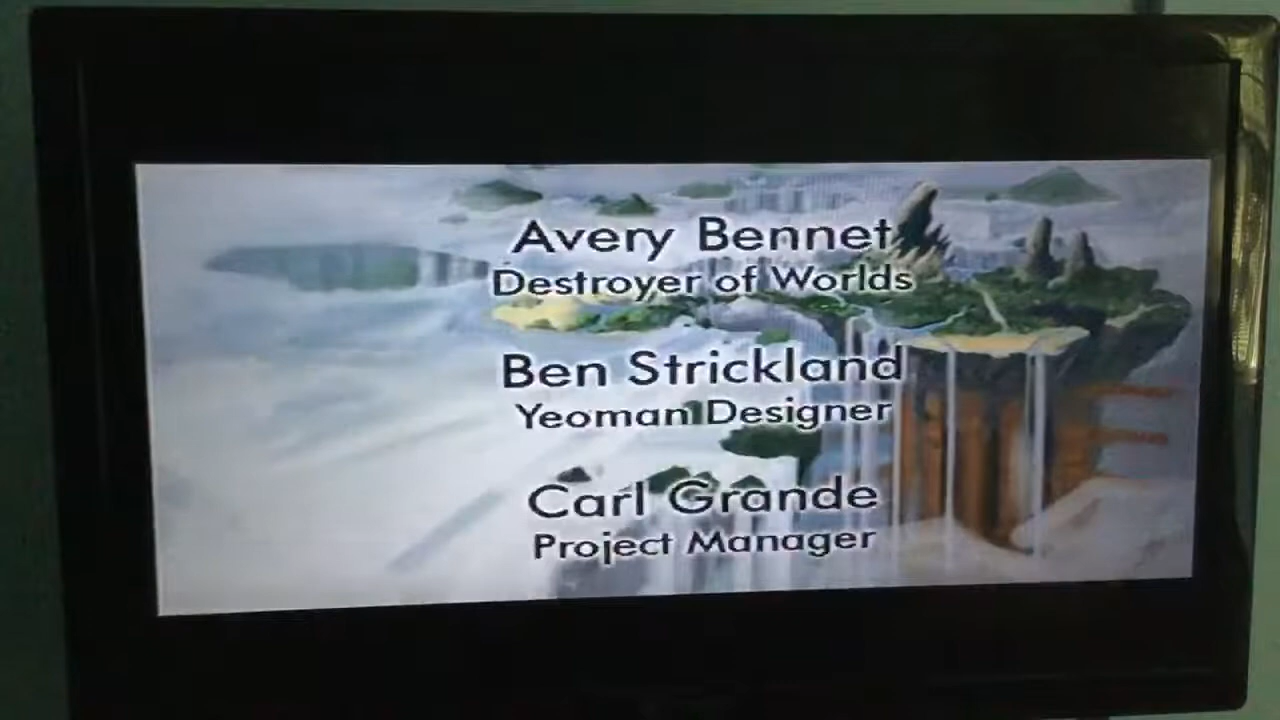 Avery Bennet
Destroyer of Worlds
Ben Strickland
Yeoman Designer
Carl Grande
Project Manager